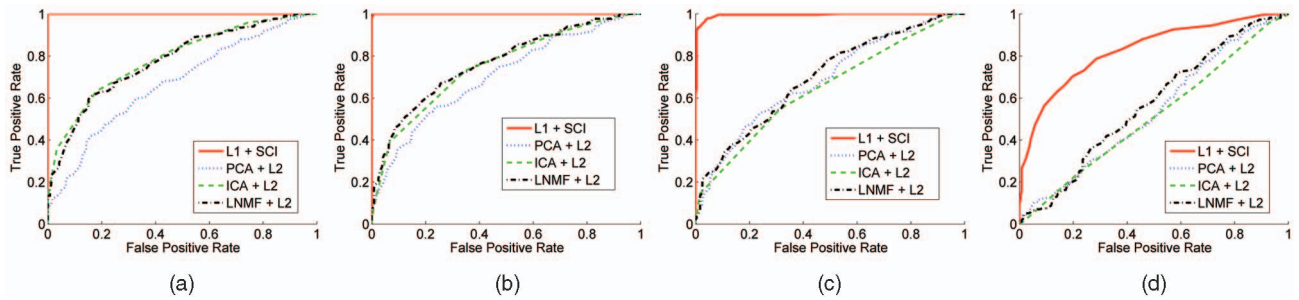 1
0.8
0.6
0.4
0.2
0
True Positive Rate
0 0.2 0.4 0.6 0.8 1
False Positive Rate
L1 + SCI
PCA + L2
ICA + L2
LNMF + L2
(a)
1
0.8
0.6
0.4
0.2
0
True Positive Rate
0 0.2 0.4 0.6 0.8 1
False Positive Rate
L1 + SCI
PCA + L2
ICA + L2
LNMF + L2
(b)
1
0.8
0.6
0.4
0.2
0
True Positive Rate
0 0.2 0.4 0.6 0.8 1
False Positive Rate
L1 + SCI
PCA + L2
ICA + L2
LNMF + L2
(c)
1
0.8
0.6
0.4
0.2
0
True Positive Rate
0 0.2 0.4 0.6 0.8 1
False Positive Rate
L1 + SCI
PCA + L2
ICA + L2
LNMF + L2
(d)